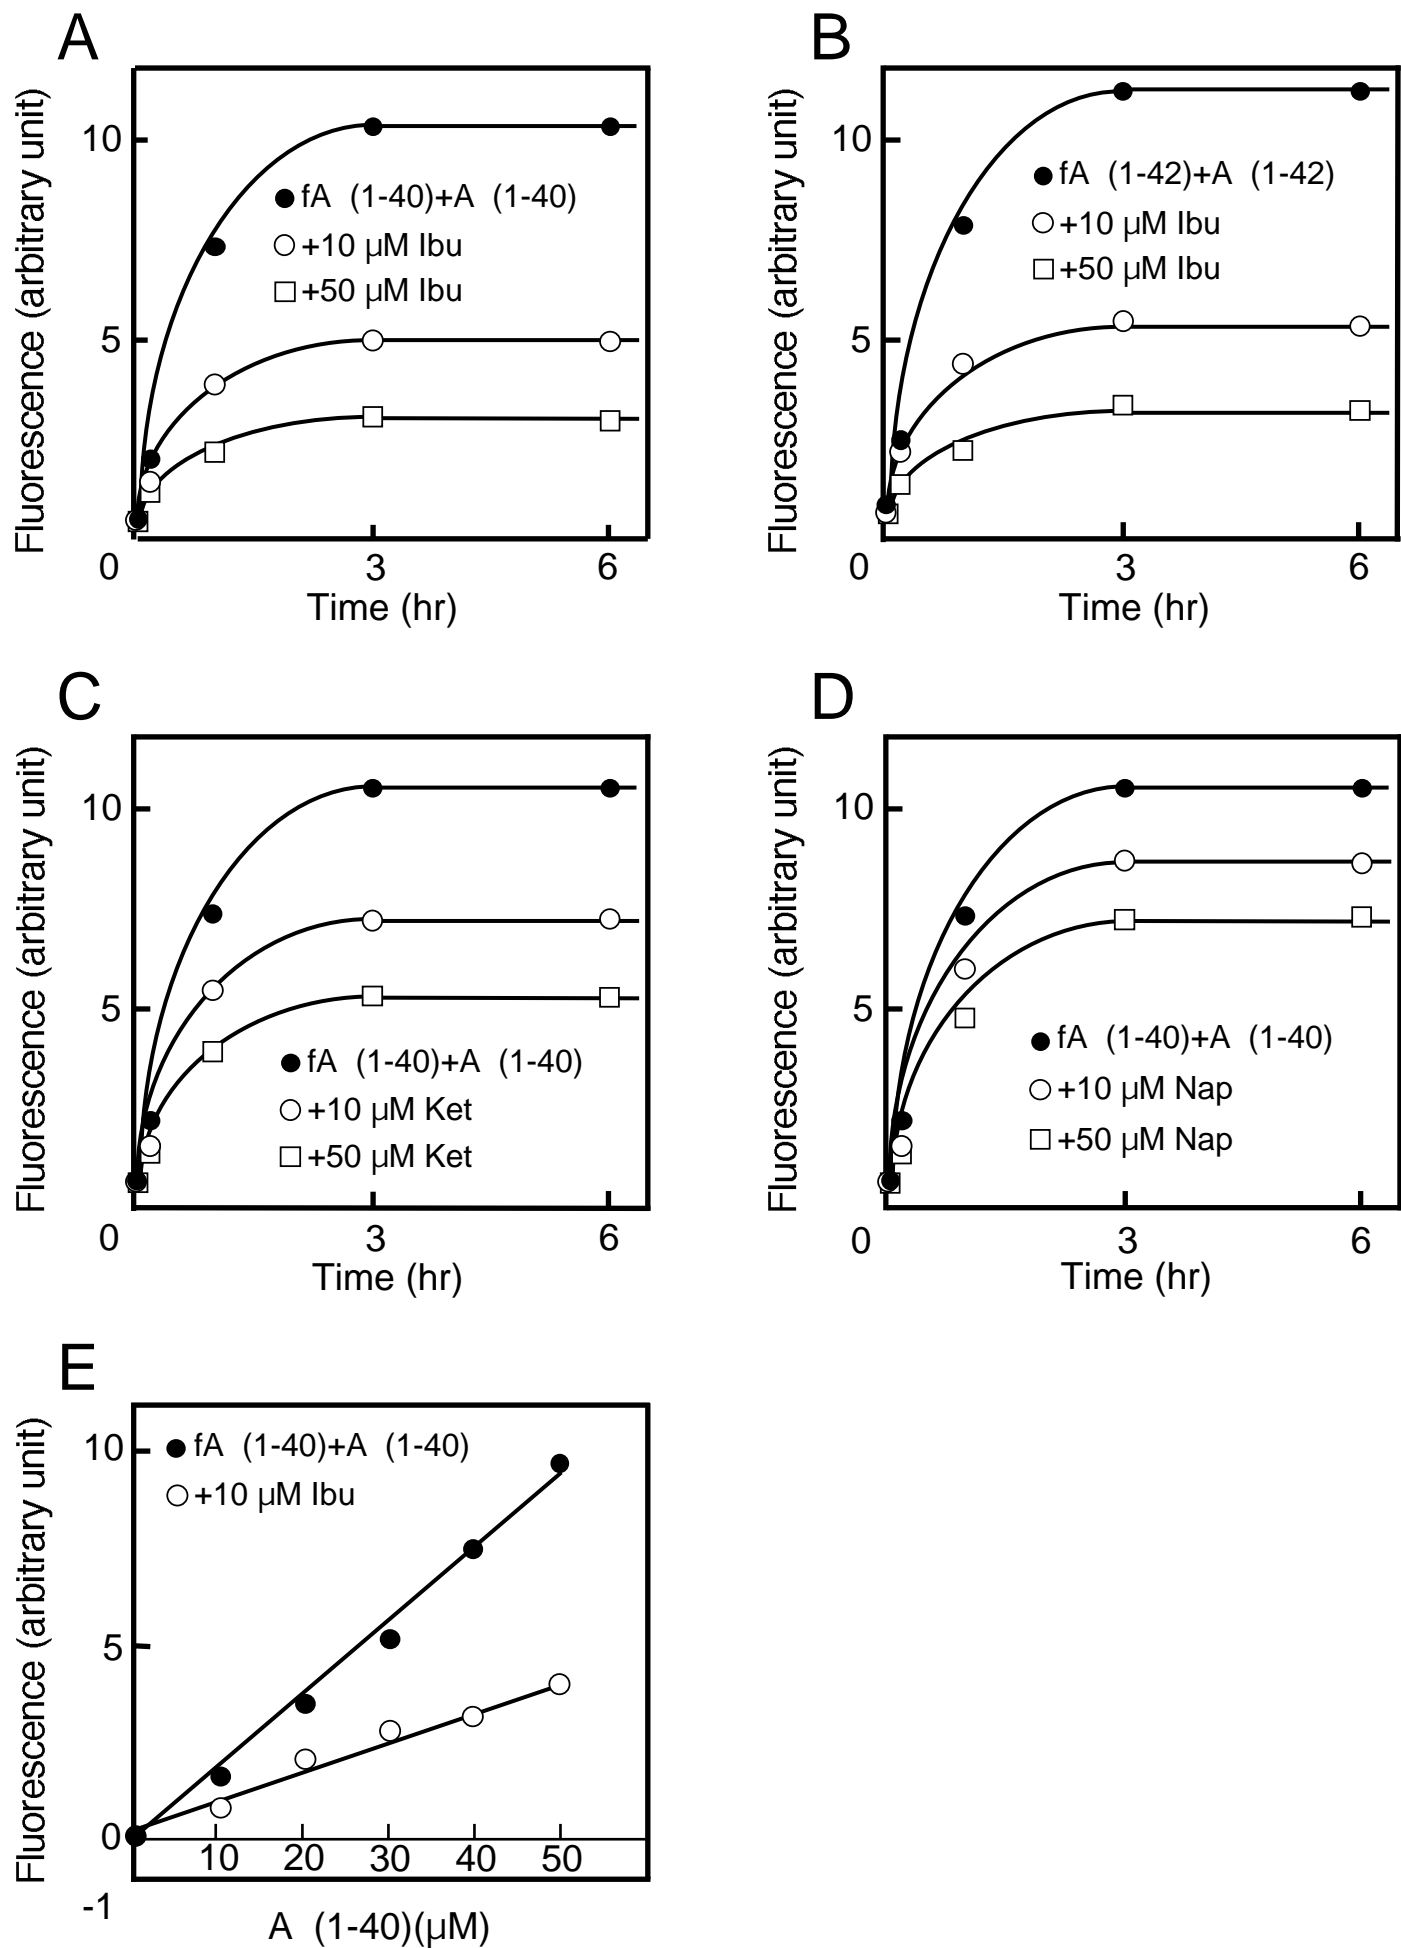 A
Fluorescence (arbitrary unit)
10
5
0
3
6
Time (hr)
fA (1-40)+A (1-40)
+10 µM Ibu
+50 µM Ibu
B
Fluorescence (arbitrary unit)
10
5
0
3
6
Time (hr)
fA (1-42)+A (1-42)
+10 µM Ibu
+50 µM Ibu
C
Fluorescence (arbitrary unit)
10
5
0
3
6
Time (hr)
fA (1-40)+A (1-40)
+10 µM Ket
+50 µM Ket
D
Fluorescence (arbitrary unit)
10
5
0
3
6
Time (hr)
fA (1-40)+A (1-40)
+10 µM Nap
+50 µM Nap
E
Fluorescence (arbitrary unit)
10
5
0
-1
10 20 30 40 50
A (1-40)(µM)
fA (1-40)+A (1-40)
+10 µM Ibu